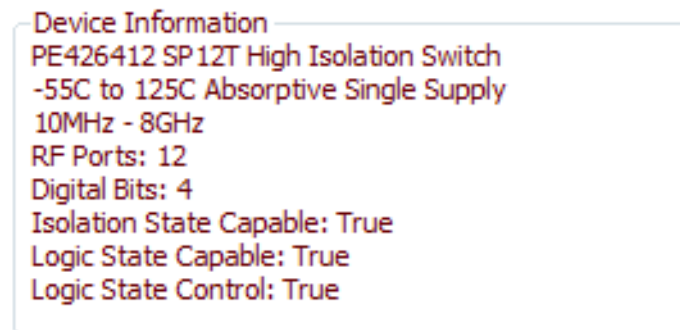 Device Information
PE426412 SP12T High Isolation Switch
-55C to 125C Absorptive Single Supply
10MHz - 8GHz
RF Ports: 12
Digital Bits: 4
Isolation State Capable: True
Logic State Capable: True
Logic State Control: True